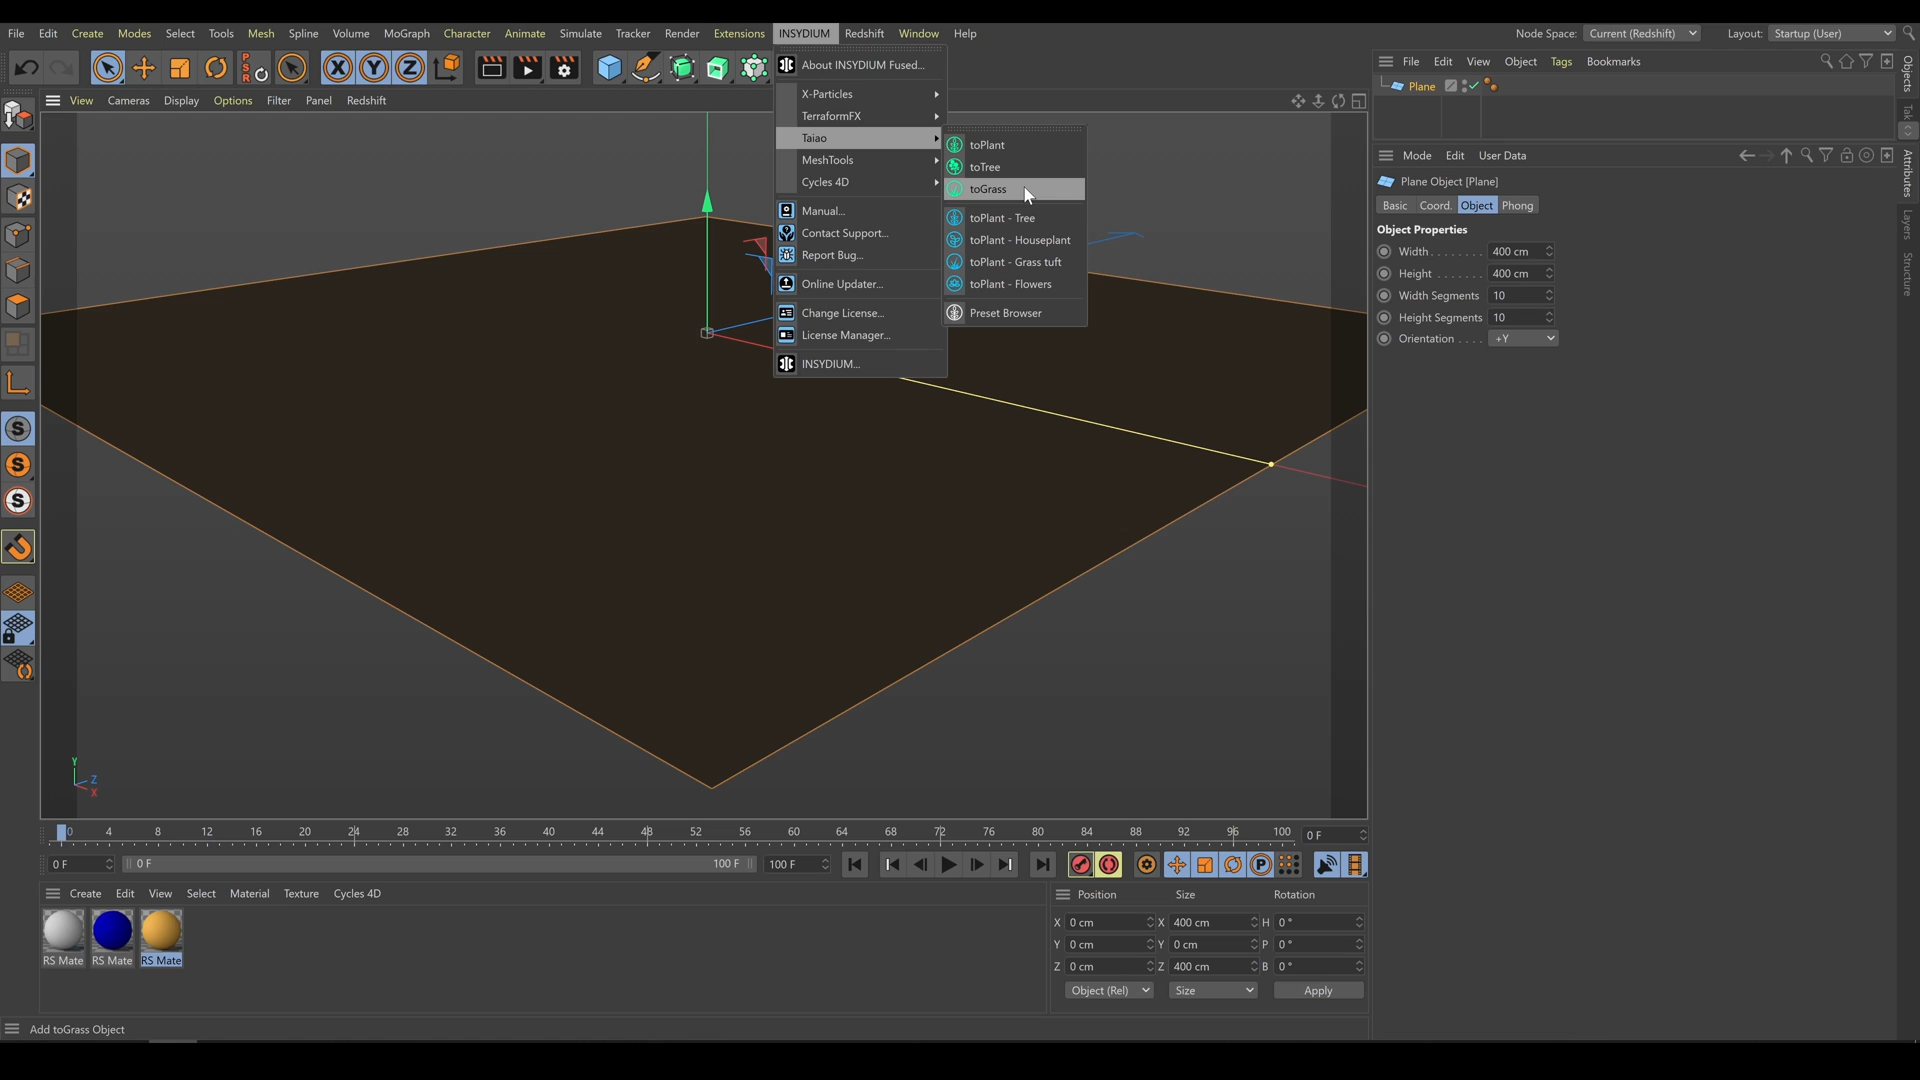 File Edit Create Modes Select Tools Mesh Spline Volume MoGraph Character Animate Simulate Tracker Render Extensions INSYDIUM Redshift Window Help
Node Space: Current (Redshift) Layout: Startup (User)
PSR X Y Z
View Cameras Display Options Filter Panel Redshift
About INSYDIUM Fused...
X-Particles
TerraformFX
Taiao
MeshTools
Cycles 4D
Manual...
Contact Support...
Report Bug...
Online Updater...
Change License...
License Manager...
INSYDIUM...
toPlant
toTree
toGrass
toPlant - Tree
toPlant - Houseplant
toPlant - Grass tuft
toPlant - Flowers
Preset Browser
File Edit View Object Tags Bookmarks
Plane
Mode Edit User Data
Plane Object [Plane]
Basic Coord. Object Phong
Object Properties
Width . . . . . . . 400 cm
Height . . . . . . 400 cm
Width Segments 10
Height Segments 10
Orientation . . . . +Y
Objects
Tak
Attributes
Layers
Structure
S
S
S
Y
Z
X
0 4 8 12 16 20 24 28 32 36 40 44 48 52 56 60 64 68 72 76 80 84 88 92 96 100 0 F
0 F 0 F 100 F 100 F P
Create Edit View Select Material Texture Cycles 4D
RS Mate RS Mate RS Mate
Position Size Rotation
X 0 cm X 400 cm H 0 °
Y 0 cm Y 0 cm P 0 °
Z 0 cm Z 400 cm B 0 °
Object (Rel) Size Apply
Add toGrass Object